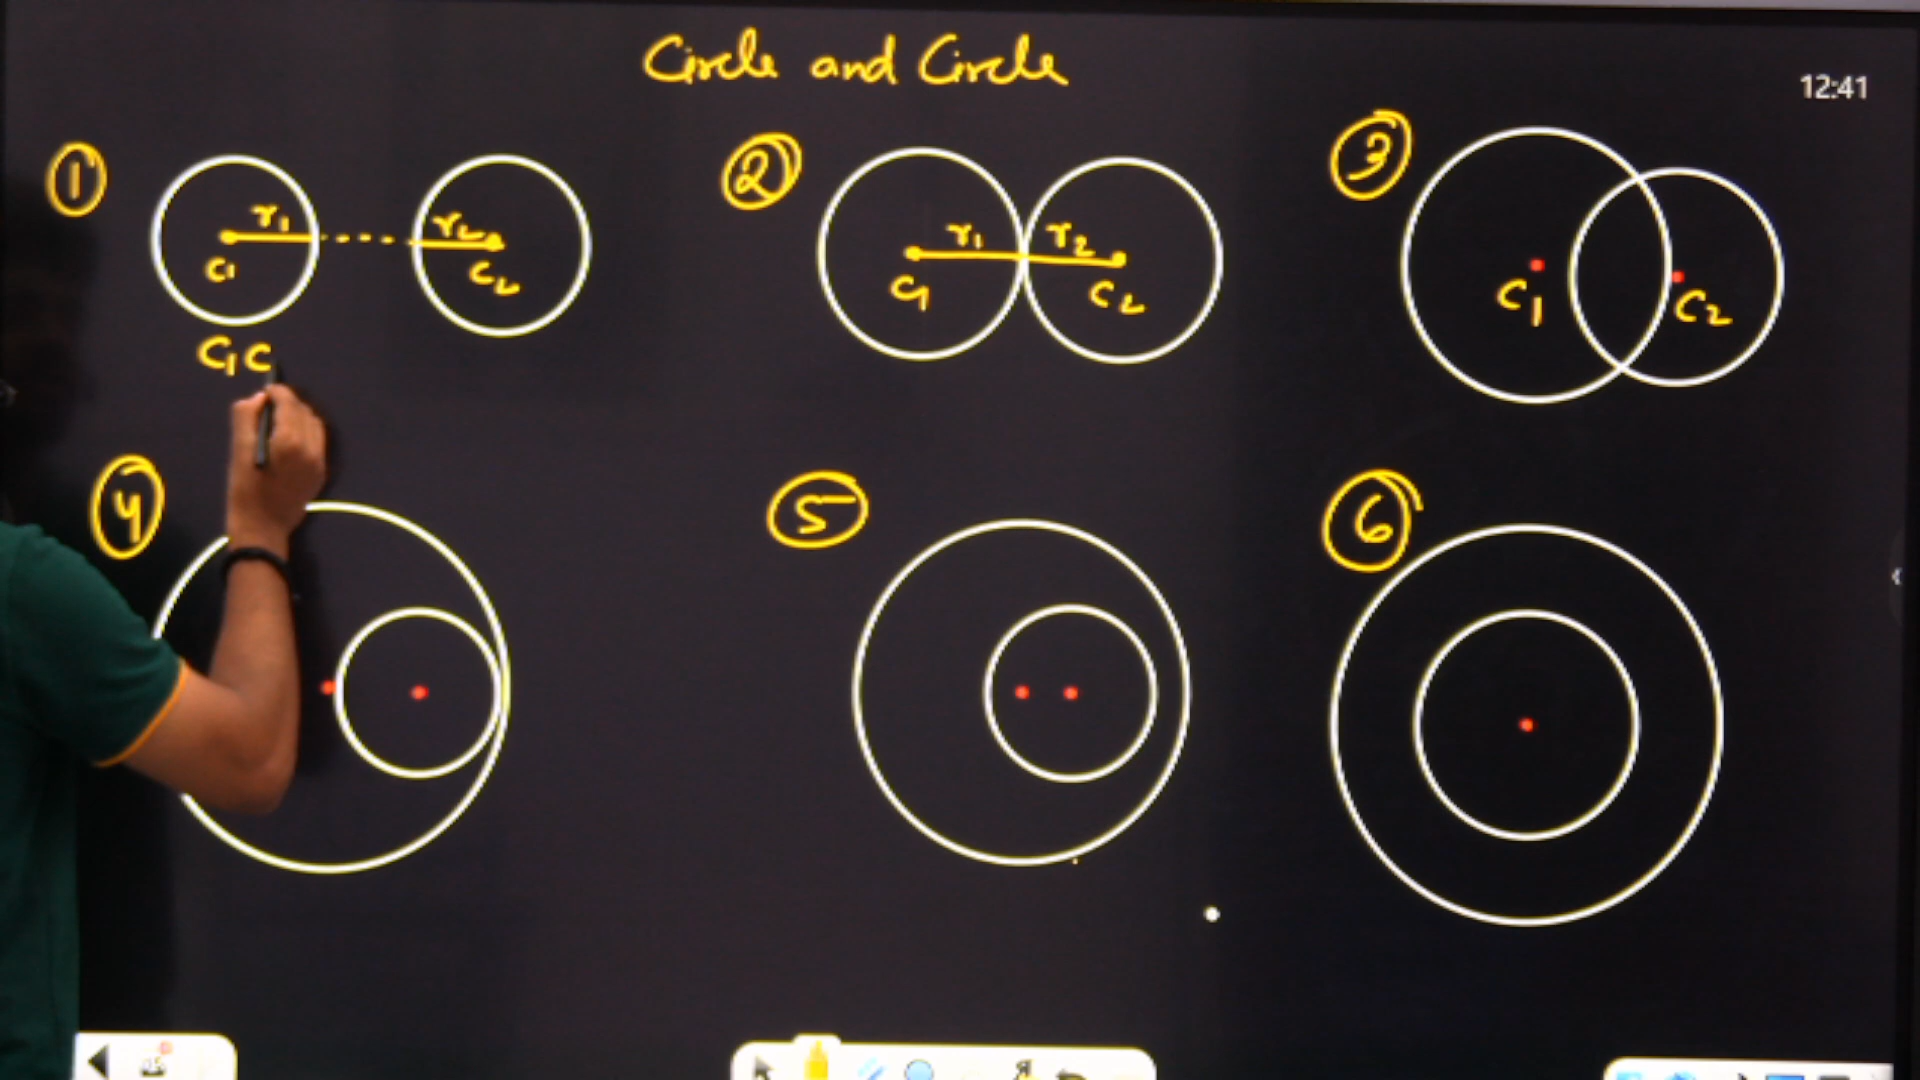 Circle and Circle
12:41
①
r₁
r₂
C₁
C₂
C₁C
②
r₁
r₂
C₁
C₂
③
C₁
C₂
④
⑤
⑥